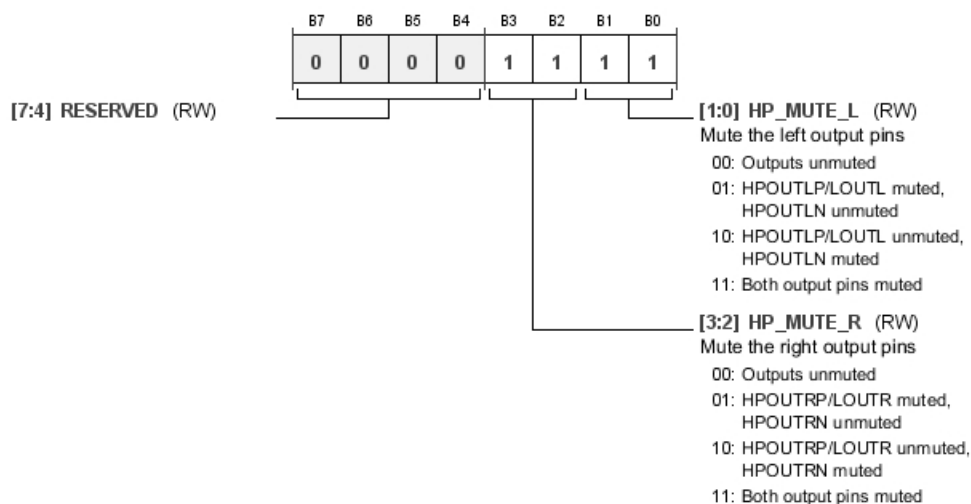 B7 B6 B5 B4 B3 B2 B1 B0
0 0 0 0 1 1 1 1
[7:4] RESERVED (RW)
[1:0] HP_MUTE_L (RW)
Mute the left output pins
00: Outputs unmuted
01: HPOUTLP/LOUTL muted,
HPOUTLN unmuted
10: HPOUTLP/LOUTL unmuted,
HPOUTLN muted
11: Both output pins muted
[3:2] HP_MUTE_R (RW)
Mute the right output pins
00: Outputs unmuted
01: HPOUTRP/LOUTR muted,
HPOUTRN unmuted
10: HPOUTRP/LOUTR unmuted,
HPOUTRN muted
11: Both output pins muted